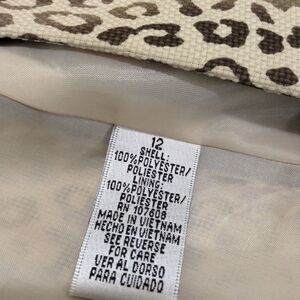 12
SHELL:
100%POLYESTER/
POLIESTER
LINING:
100%POLYESTER/
POLIESTER
RN 107608
MADE IN VIETNAM
HECHO EN VIETNAM
SEE REVERSE
FOR CARE
VER AL DORSO
PARA CUIDADO